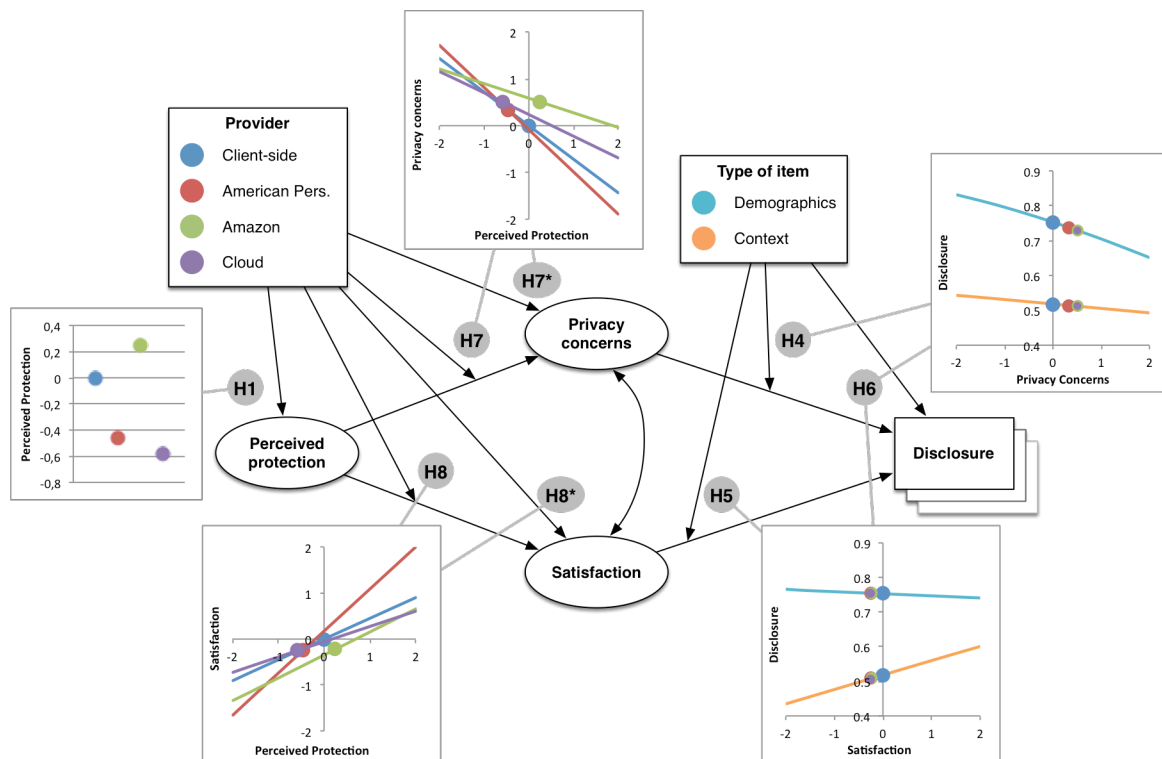 2
1
0
-2
-1
0
1
2
-1
-2
Privacy concerns
Perceived Protection
Provider
Client-side
American Pers.
Amazon
Cloud
Type of item
Demographics
Context
0.9
0.8
0.7
0.6
0.5
0.4
-2
-1
0
1
2
Disclosure
Privacy Concerns
H7*
H7
H4
H6
H1
Privacy
concerns
0,4
0,2
0
-0,2
-0,4
-0,6
-0,8
Perceived Protection
Perceived
protection
Disclosure
H8
H8*
H5
Satisfaction
2
1
0
-2
-1
0
1
2
-1
-2
Satisfaction
Perceived Protection
0.9
0.8
0.7
0.6
0.5
0.4
-2
-1
0
1
2
Disclosure
Satisfaction